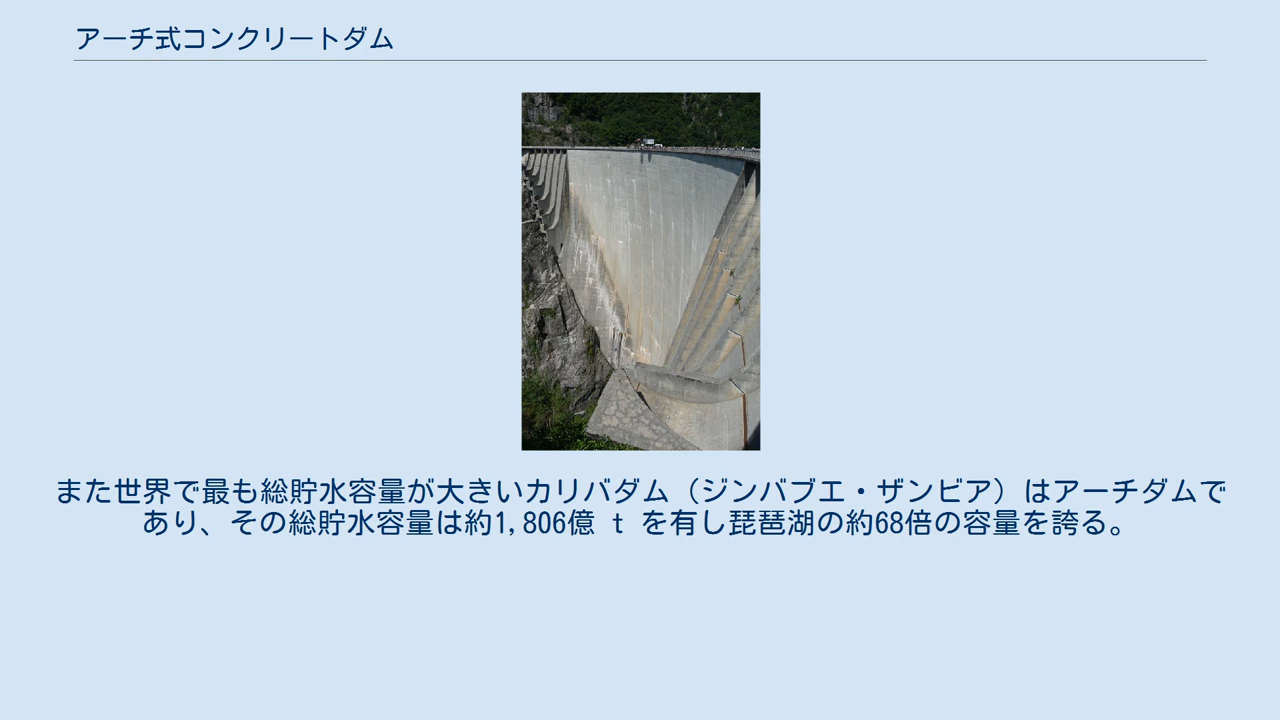 アーチ式コンクリートダム
また世界で最も総貯水容量が大きいカリバダム（ジンバブエ・ザンビア）はアーチダムで
あり、その総貯水容量は約1,806億 t を有し琵琶湖の約68倍の容量を誇る。